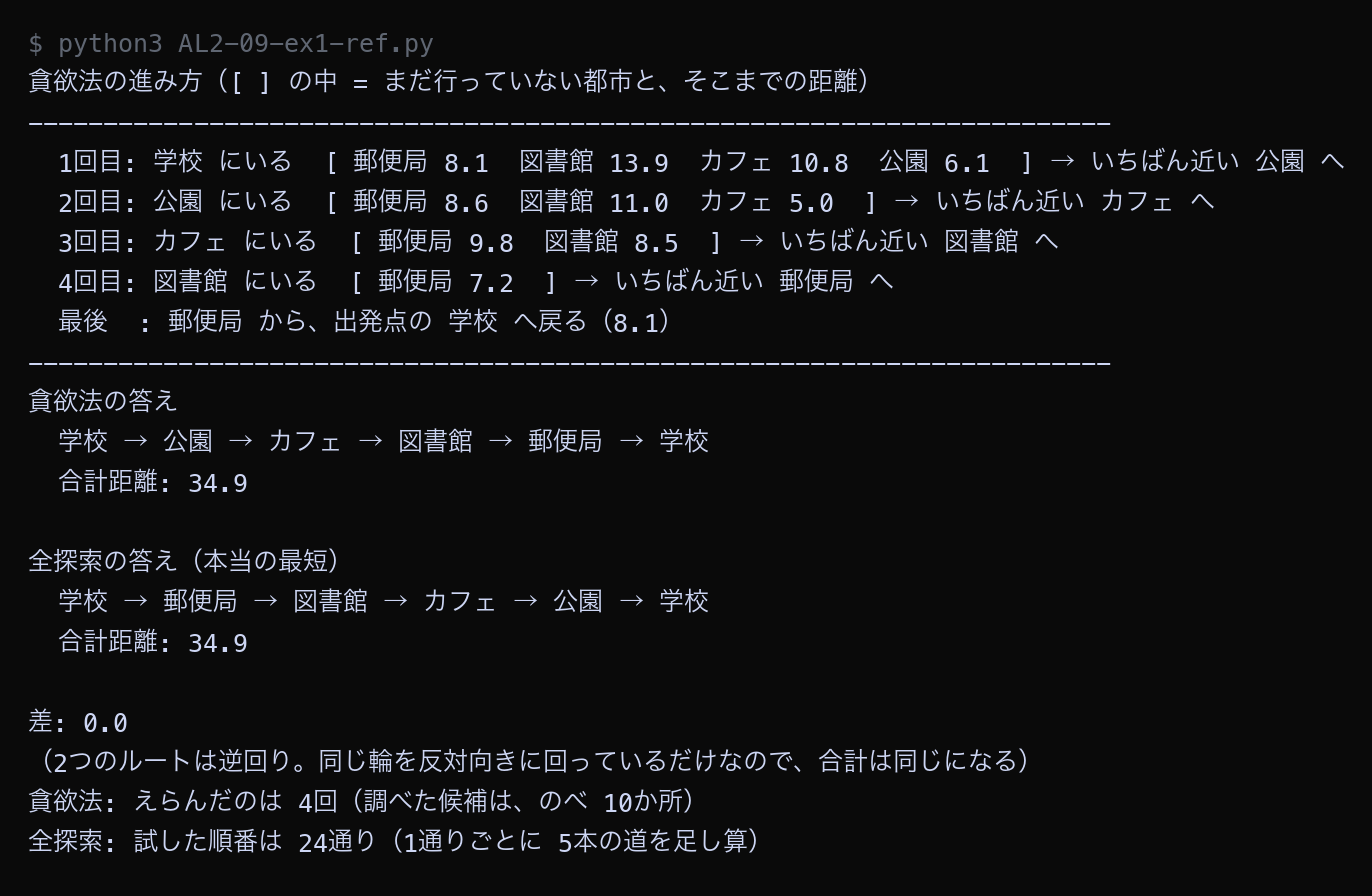 $ python3 AL2-09-ex1-ref.py
貪欲法の進み方（[ ] の中 = まだ行っていない都市と、そこまでの距離）
------------------------------------------------------------------------
1回目: 学校 にいる  [ 郵便局 8.1  図書館 13.9  カフェ 10.8  公園 6.1  ] → いちばん近い 公園 へ
2回目: 公園 にいる  [ 郵便局 8.6  図書館 11.0  カフェ 5.0  ] → いちばん近い カフェ へ
3回目: カフェ にいる  [ 郵便局 9.8  図書館 8.5  ] → いちばん近い 図書館 へ
4回目: 図書館 にいる  [ 郵便局 7.2  ] → いちばん近い 郵便局 へ
最後  : 郵便局 から、出発点の 学校 へ戻る（8.1）
------------------------------------------------------------------------
貪欲法の答え
学校 → 公園 → カフェ → 図書館 → 郵便局 → 学校
合計距離: 34.9
全探索の答え（本当の最短）
学校 → 郵便局 → 図書館 → カフェ → 公園 → 学校
合計距離: 34.9
差: 0.0
（2つのルートは逆回り。同じ輪を反対向きに回っているだけなので、合計は同じになる）
貪欲法: えらんだのは 4回（調べた候補は、のべ 10か所）
全探索: 試した順番は 24通り（1通りごとに 5本の道を足し算）